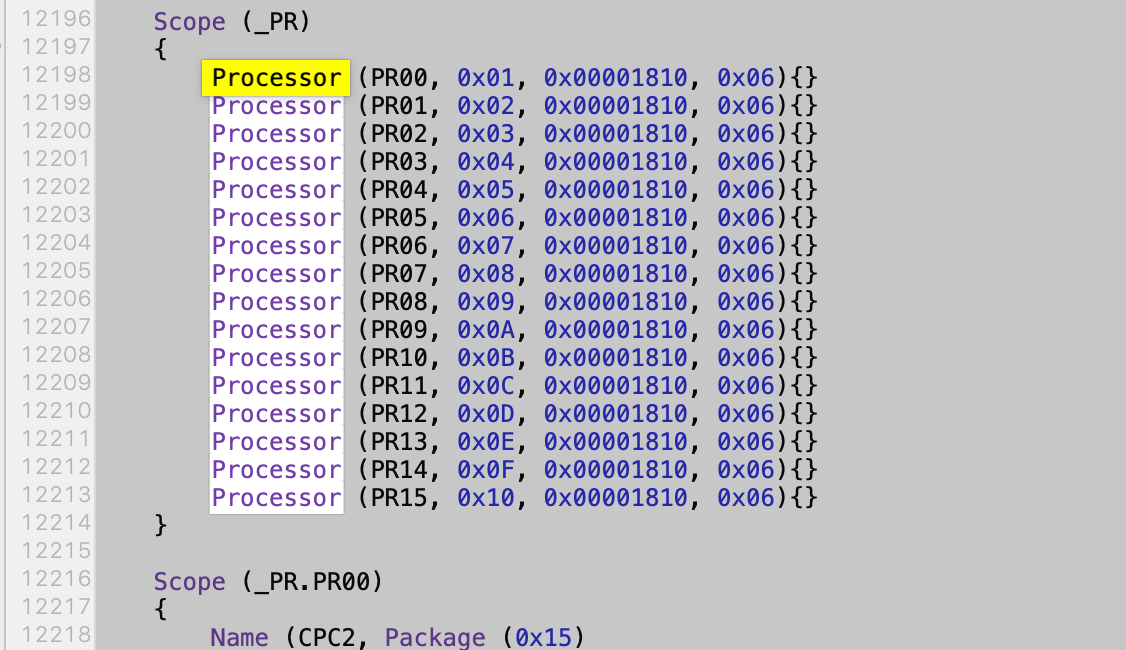 12196 Scope (_PR)
12197 {
12198 Processor (PR00, 0x01, 0x00001810, 0x06){}
12199 Processor (PR01, 0x02, 0x00001810, 0x06){}
12200 Processor (PR02, 0x03, 0x00001810, 0x06){}
12201 Processor (PR03, 0x04, 0x00001810, 0x06){}
12202 Processor (PR04, 0x05, 0x00001810, 0x06){}
12203 Processor (PR05, 0x06, 0x00001810, 0x06){}
12204 Processor (PR06, 0x07, 0x00001810, 0x06){}
12205 Processor (PR07, 0x08, 0x00001810, 0x06){}
12206 Processor (PR08, 0x09, 0x00001810, 0x06){}
12207 Processor (PR09, 0x0A, 0x00001810, 0x06){}
12208 Processor (PR10, 0x0B, 0x00001810, 0x06){}
12209 Processor (PR11, 0x0C, 0x00001810, 0x06){}
12210 Processor (PR12, 0x0D, 0x00001810, 0x06){}
12211 Processor (PR13, 0x0E, 0x00001810, 0x06){}
12212 Processor (PR14, 0x0F, 0x00001810, 0x06){}
12213 Processor (PR15, 0x10, 0x00001810, 0x06){}
12214 }
12215
12216 Scope (_PR.PR00)
12217 {
12218 Name (CPC2, Package (0x15)